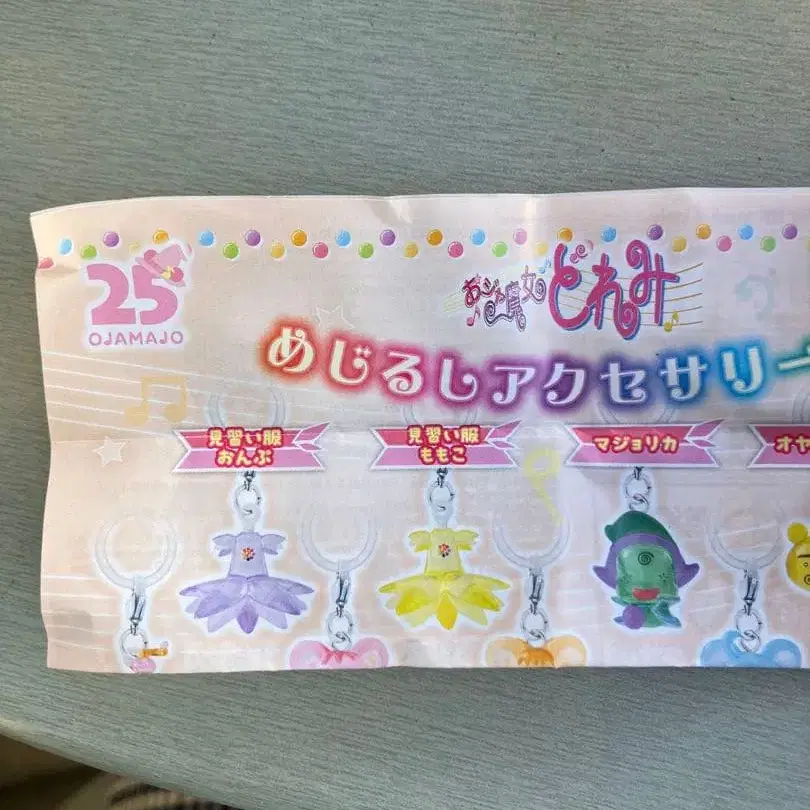 25
OJAMAJO
おジャ魔女
どれみ
めじるしアクセサリー
見習い服
おんぷ
見習い服
ももこ
マジョリカ
オヤ